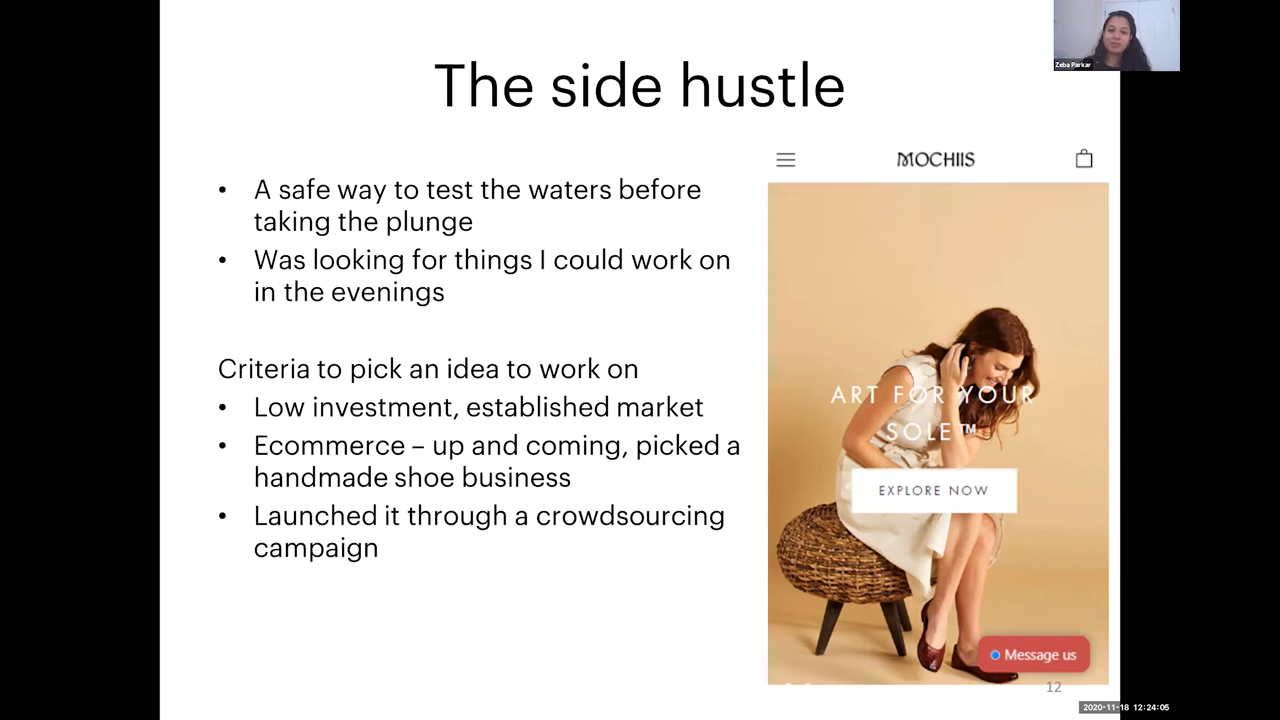 The side hustle
Zeba Parkar
• A safe way to test the waters before
taking the plunge
• Was looking for things I could work on
in the evenings
Criteria to pick an idea to work on
• Low investment, established market
• Ecommerce – up and coming, picked a
handmade shoe business
• Launched it through a crowdsourcing
campaign
MOCHIIS
ART FOR YOUR
SOLE™
EXPLORE NOW
Message us
12
2020-11-18 12:24:05